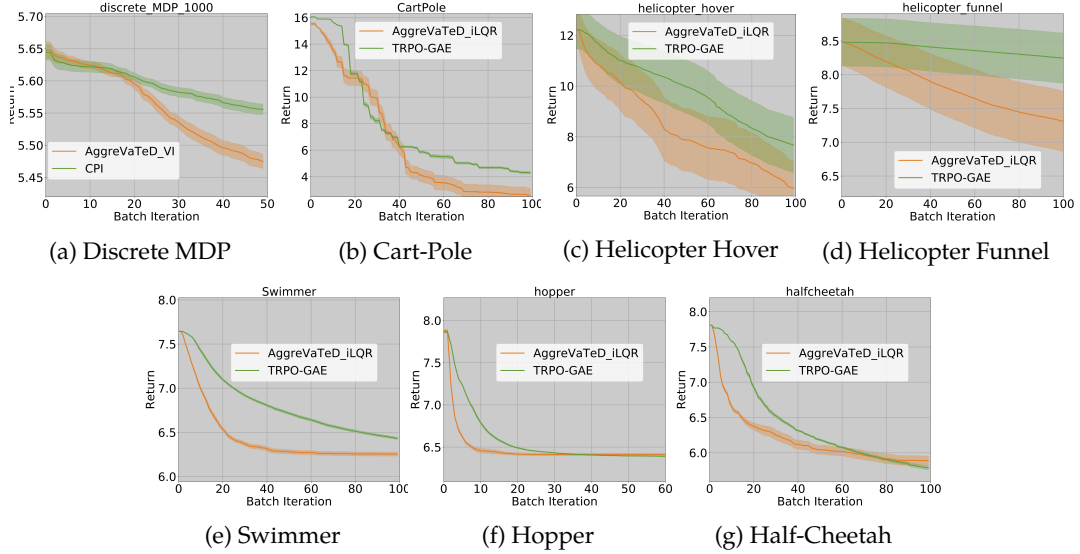 discrete_MDP_1000
CartPole
helicopter_hover
helicopter_funnel
Return
5.70
5.65
5.60
5.55
5.50
5.45
AggreVaTeD_VI
CPI
0 10 20 30 40 50
Batch Iteration
Return
16
14
12
10
8
6
4
AggreVaTeD_iLQR
TRPO-GAE
0 20 40 60 80 100
Batch Iteration
Return
12
10
8
6
AggreVaTeD_iLQR
TRPO-GAE
0 20 40 60 80 100
Batch Iteration
Return
8.5
8.0
7.5
7.0
6.5
AggreVaTeD_iLQR
TRPO-GAE
0 20 40 60 80 100
Batch Iteration
(a) Discrete MDP
(b) Cart-Pole
(c) Helicopter Hover
(d) Helicopter Funnel
Swimmer
hopper
halfcheetah
Return
8.0
7.5
7.0
6.5
6.0
AggreVaTeD_iLQR
TRPO-GAE
0 20 40 60 80 100
Batch Iteration
Return
8.0
7.5
7.0
6.5
AggreVaTeD_iLQR
TRPO-GAE
0 10 20 30 40 50 60
Batch Iteration
Return
8.0
7.5
7.0
6.5
6.0
AggreVaTeD_iLQR
TRPO-GAE
0 20 40 60 80 100
Batch Iteration
(e) Swimmer
(f) Hopper
(g) Half-Cheetah